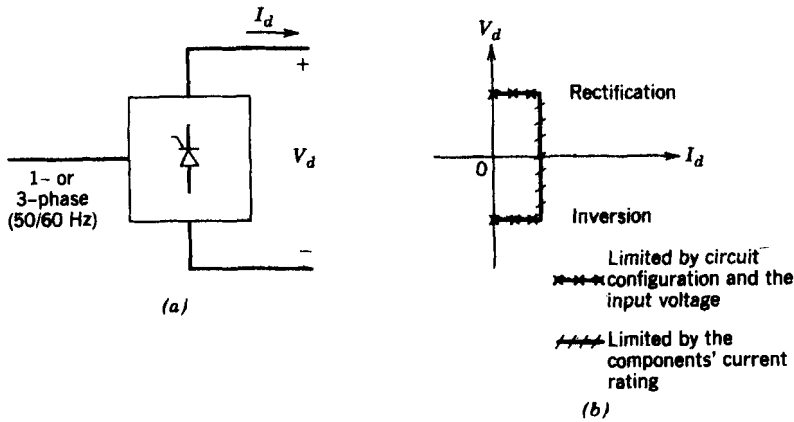 I_d
+
V_d
1- or
3-phase
(50/60 Hz)
−
(a)
V_d
Rectification
0
I_d
Inversion
Limited by circuit
configuration and the
input voltage
Limited by the
components' current
rating
(b)